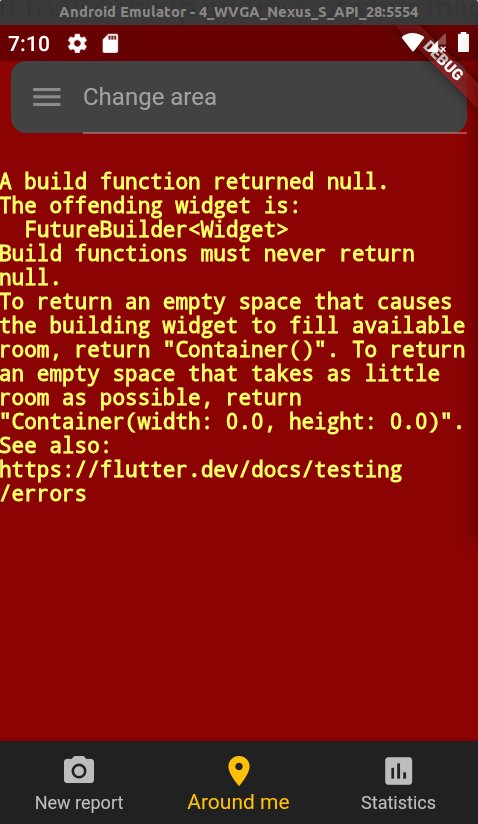 Android Emulator - 4_WVGA_Nexus_S_API_28:5554
7:10
DEBUG
Change area
A build function returned null.
The offending widget is:
FutureBuilder<Widget>
Build functions must never return
null.
To return an empty space that causes
the building widget to fill available
room, return "Container()". To return
an empty space that takes as little
room as possible, return
"Container(width: 0.0, height: 0.0)".
See also:
https://flutter.dev/docs/testing
/errors
New report
Around me
Statistics